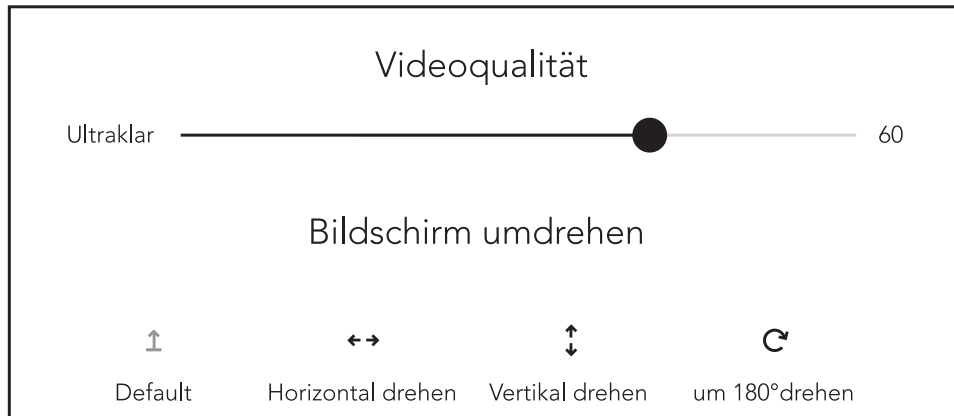 Videoqualität
Ultraklar 60
Bildschirm umdrehen
Default Horizontal drehen Vertikal drehen um 180°drehen